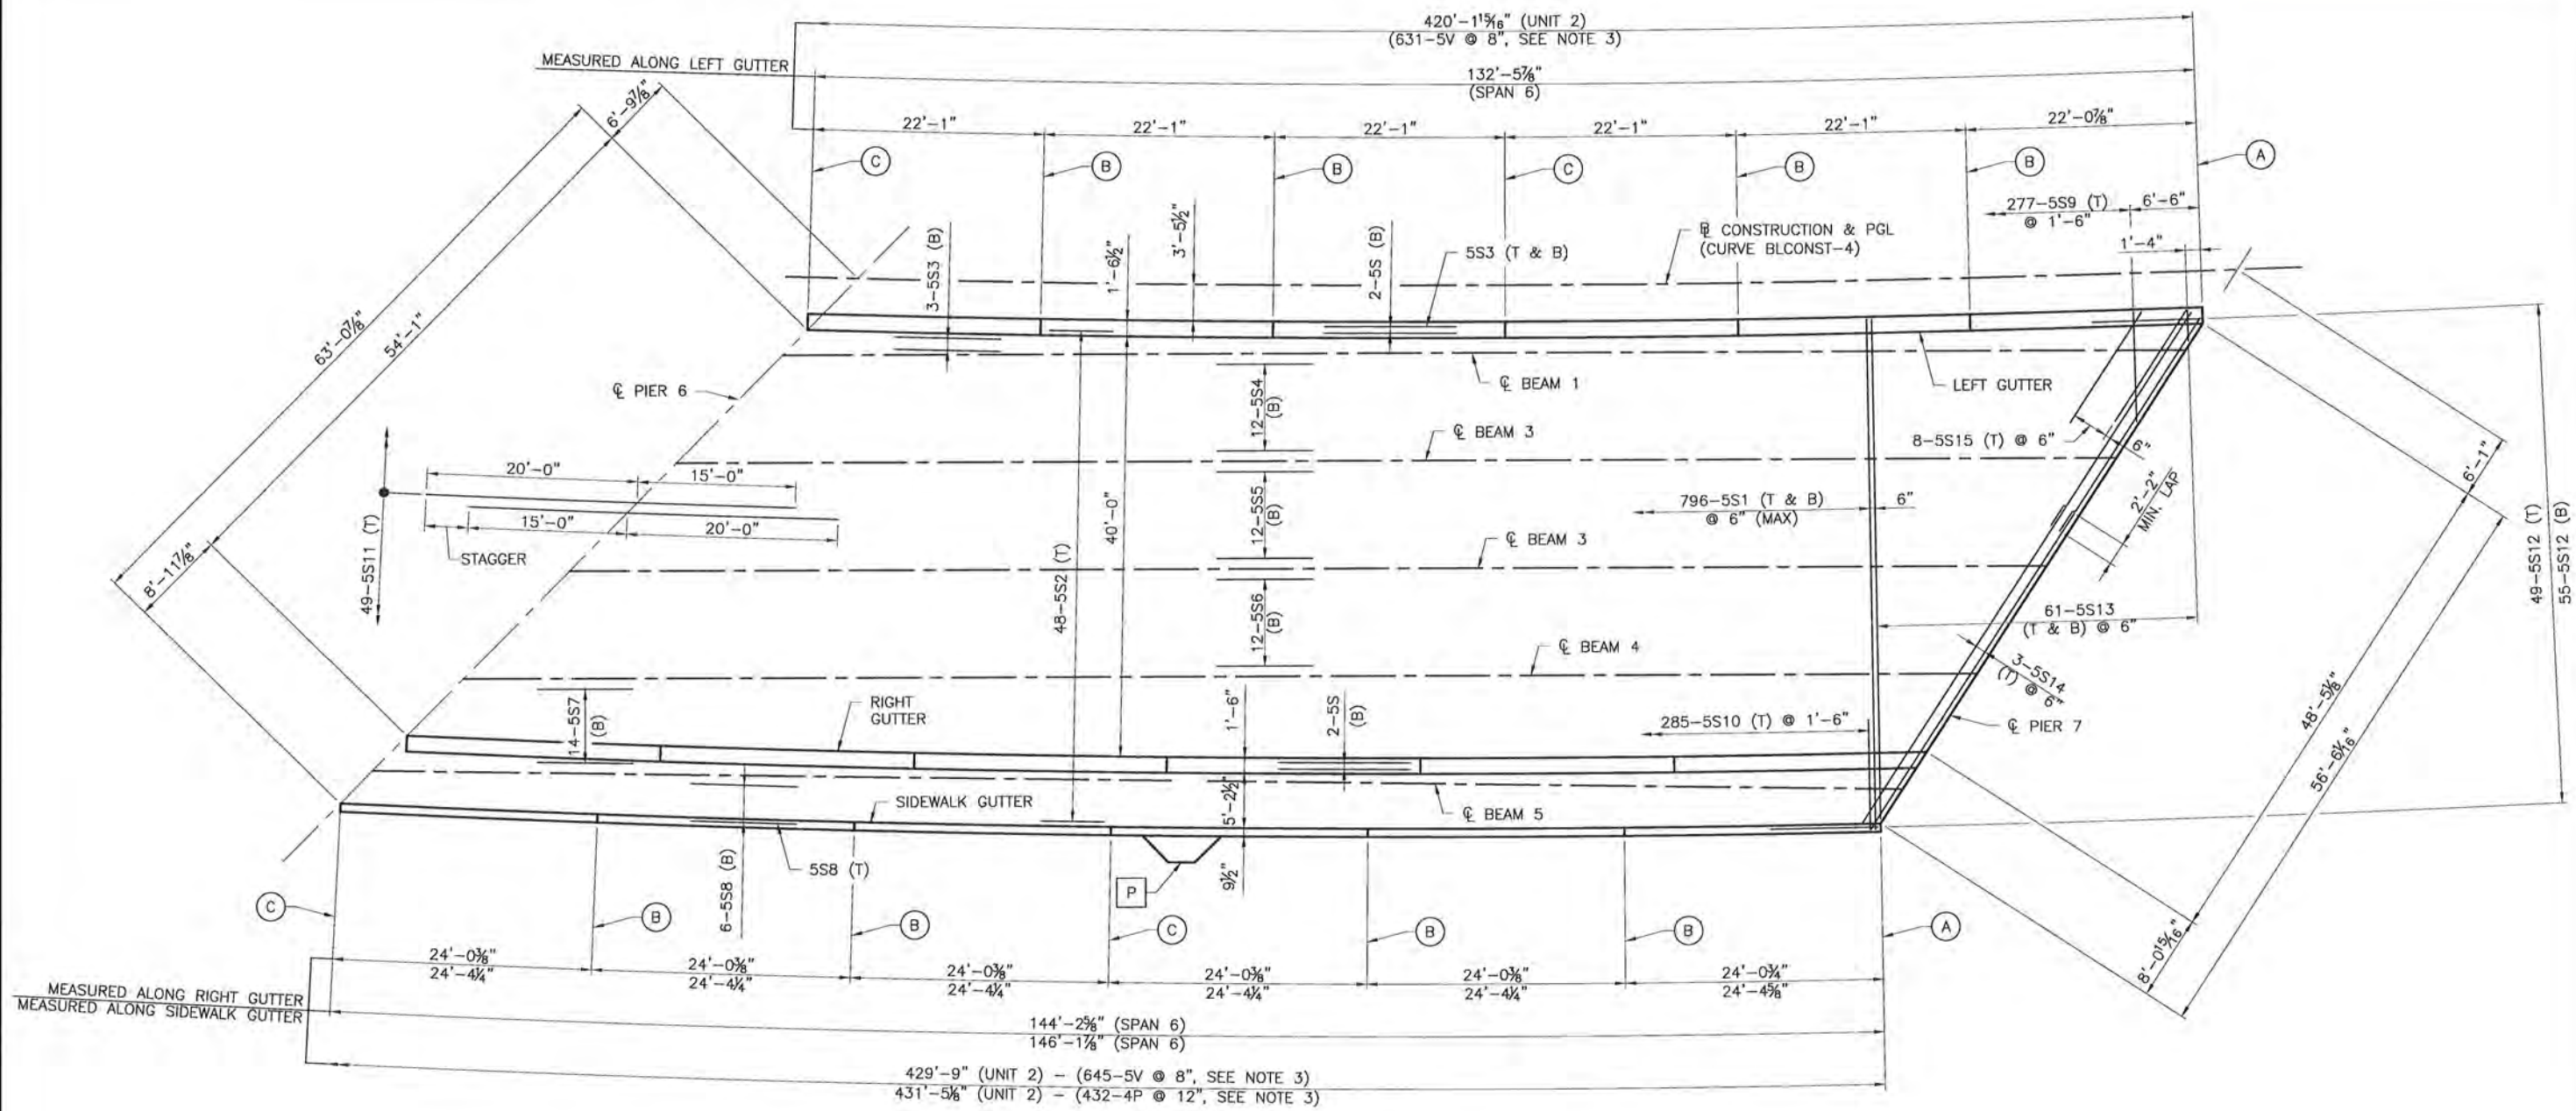 420'-1 15/16" (UNIT 2)
(631-5V @ 8", SEE NOTE 3)
MEASURED ALONG LEFT GUTTER
132'-5 7/8"
(SPAN 6)
6'-9 7/8"
22'-1"
22'-1"
22'-1"
22'-1"
22'-1"
22'-0 7/8"
C
B
B
C
B
B
A
277-5S9 (T)
@ 1'-6"
6'-6"
1'-4"
3-5S3 (B)
1'-6 1/2"
3'-5 1/2"
2-5S (B)
5S3 (T & B)
BL CONSTRUCTION & PGL
(CURVE BLCONST-4)
63'-0 7/8"
54'-1"
8'-11 7/8"
℄ PIER 6
℄ BEAM 1
LEFT GUTTER
12-5S4
(B)
℄ BEAM 3
8-5S15 (T) @ 6"
6"
6'-1"
20'-0"
15'-0"
15'-0"
20'-0"
STAGGER
49-5S11 (T)
48-5S2 (T)
40'-0"
12-5S5
(B)
796-5S1 (T & B)
@ 6" (MAX)
6"
2'-2"
MIN. LAP
49-5S12 (T)
55-5S12 (B)
℄ BEAM 3
12-5S6
(B)
61-5S13
(T & B) @ 6"
℄ BEAM 4
3-5S14
(T) @ 6"
48'-5 1/8"
56'-6 1/16"
8'-0 15/16"
14-5S7
(B)
RIGHT
GUTTER
1'-6"
2-5S
(B)
285-5S10 (T) @ 1'-6"
℄ PIER 7
SIDEWALK GUTTER
5'-2 1/2"
℄ BEAM 5
6-5S8 (B)
5S8 (T)
P
9 1/2"
C
B
B
C
B
B
A
24'-0 3/8"
24'-4 1/4"
24'-0 3/8"
24'-4 1/4"
24'-0 3/8"
24'-4 1/4"
24'-0 3/8"
24'-4 1/4"
24'-0 3/8"
24'-4 1/4"
24'-0 3/4"
24'-4 5/8"
MEASURED ALONG RIGHT GUTTER
MEASURED ALONG SIDEWALK GUTTER
144'-2 5/8" (SPAN 6)
146'-1 7/8" (SPAN 6)
429'-9" (UNIT 2) - (645-5V @ 8", SEE NOTE 3)
431'-5 1/8" (UNIT 2) - (432-4P @ 12", SEE NOTE 3)